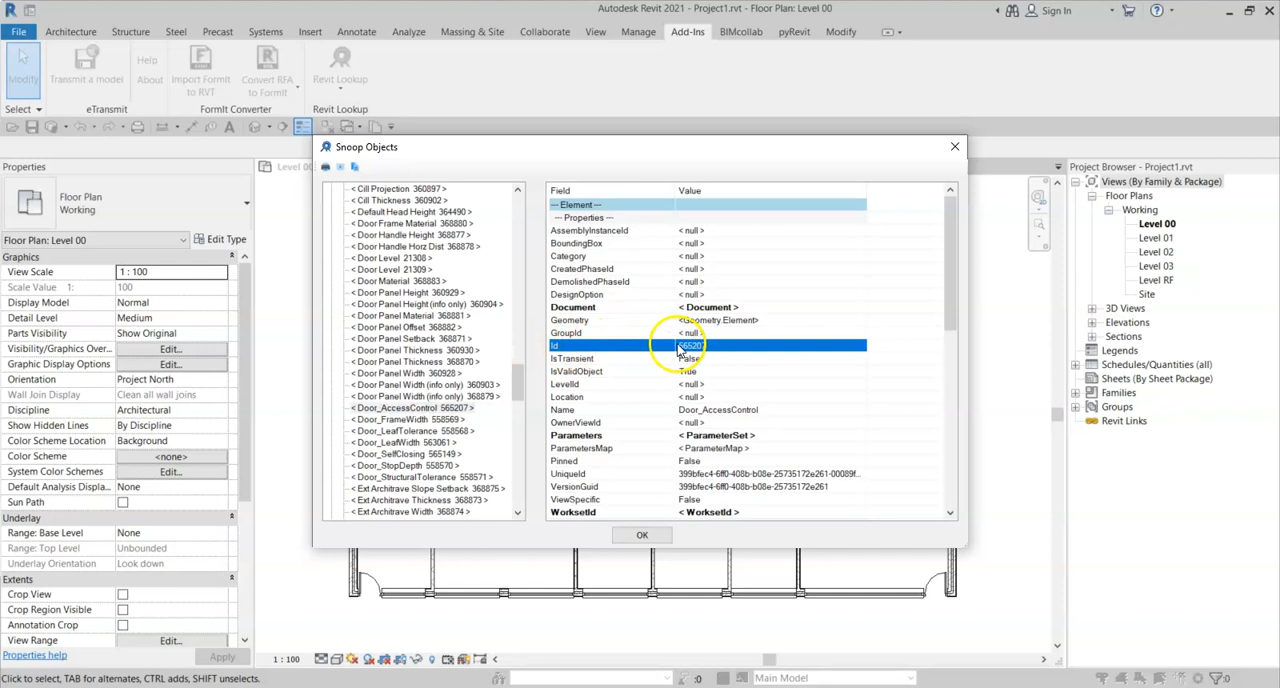 Autodesk Revit 2021 - Project1.rvt - Floor Plan: Level 00
Sign In
File Architecture Structure Steel Precast Systems Insert Annotate Analyze Massing & Site Collaborate View Manage Add-Ins BIMcollab pyRevit Modify
Modify
Transmit a model
Help
About
Import FormIt to RVT
Convert RFA to FormIt
Revit Lookup
Select
eTransmit
FormIt Converter
Revit Lookup
Properties
Floor Plan
Working
Floor Plan: Level 00
Edit Type
Graphics
View Scale 1 : 100
Scale Value 1: 100
Display Model Normal
Detail Level Medium
Parts Visibility Show Original
Visibility/Graphics Over... Edit...
Graphic Display Options Edit...
Orientation Project North
Wall Join Display Clean all wall joins
Discipline Architectural
Show Hidden Lines By Discipline
Color Scheme Location Background
Color Scheme <none>
System Color Schemes Edit...
Default Analysis Displa... None
Sun Path
Underlay
Range: Base Level None
Range: Top Level Unbounded
Underlay Orientation Look down
Extents
Crop View
Crop Region Visible
Annotation Crop
View Range Edit...
Properties help
Apply
Level 00
Snoop Objects
< Cill Projection 360897 >
< Cill Thickness 360902 >
< Default Head Height 364490 >
< Door Frame Material 368880 >
< Door Handle Height 368877 >
< Door Handle Horz Dist 368878 >
< Door Level 21308 >
< Door Level 21309 >
< Door Material 368883 >
< Door Panel Height 360929 >
< Door Panel Height (info only) 360904 >
< Door Panel Material 368881 >
< Door Panel Offset 368882 >
< Door Panel Setback 368871 >
< Door Panel Thickness 360930 >
< Door Panel Thickness 368870 >
< Door Panel Width 360928 >
< Door Panel Width (info only) 360903 >
< Door Panel Width (info only) 368879 >
< Door_AccessControl 565207 >
< Door_FrameWidth 558569 >
< Door_LeafTolerance 558568 >
< Door_LeafWidth 563061 >
< Door_SelfClosing 565149 >
< Door_StopDepth 558570 >
< Door_StructuralTolerance 558571 >
< Ext Architrave Slope Setback 368875 >
< Ext Architrave Thickness 368873 >
< Ext Architrave Width 368874 >
Field Value
--- Element ---
--- Properties ---
AssemblyInstanceId < null >
BoundingBox < null >
Category < null >
CreatedPhaseId < null >
DemolishedPhaseId < null >
DesignOption < null >
Document < Document >
Geometry <Geometry.Element>
GroupId < null >
Id 565207
IsTransient False
IsValidObject True
LevelId < null >
Location < null >
Name Door_AccessControl
OwnerViewId < null >
Parameters < ParameterSet >
ParametersMap < ParameterMap >
Pinned False
UniqueId 399bfec4-6ff0-408b-b08e-25735172e261-00089f...
VersionGuid 399bfec4-6ff0-408b-b08e-25735172e261
ViewSpecific False
WorksetId < WorksetId >
OK
Project Browser - Project1.rvt
Views (By Family & Package)
Floor Plans
Working
Level 00
Level 01
Level 02
Level 03
Level RF
Site
3D Views
Elevations
Sections
Legends
Schedules/Quantities (all)
Sheets (By Sheet Package)
Families
Groups
Revit Links
1 : 100
Click to select, TAB for alternates, CTRL adds, SHIFT unselects.
:0
Main Model
:0